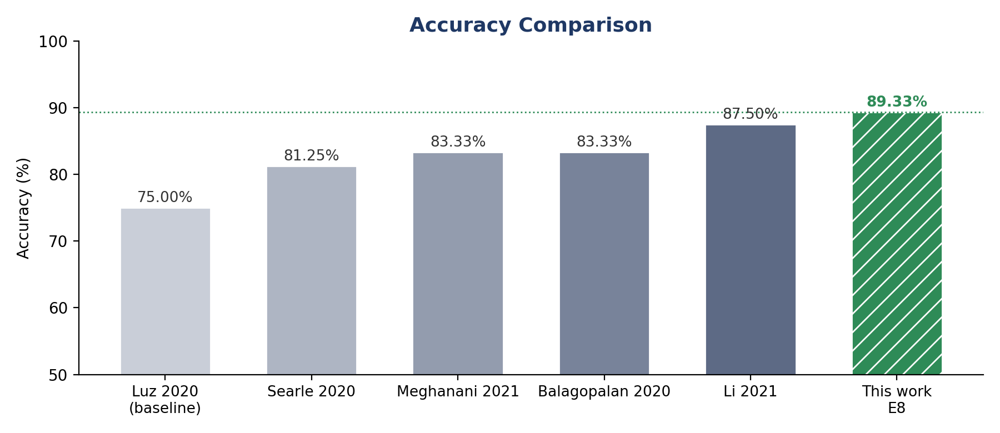 Accuracy Comparison
Accuracy (%)
100
90
80
70
60
50
75.00%
81.25%
83.33%
83.33%
87.50%
89.33%
Luz 2020
(baseline)
Searle 2020
Meghanani 2021
Balagopalan 2020
Li 2021
This work
E8